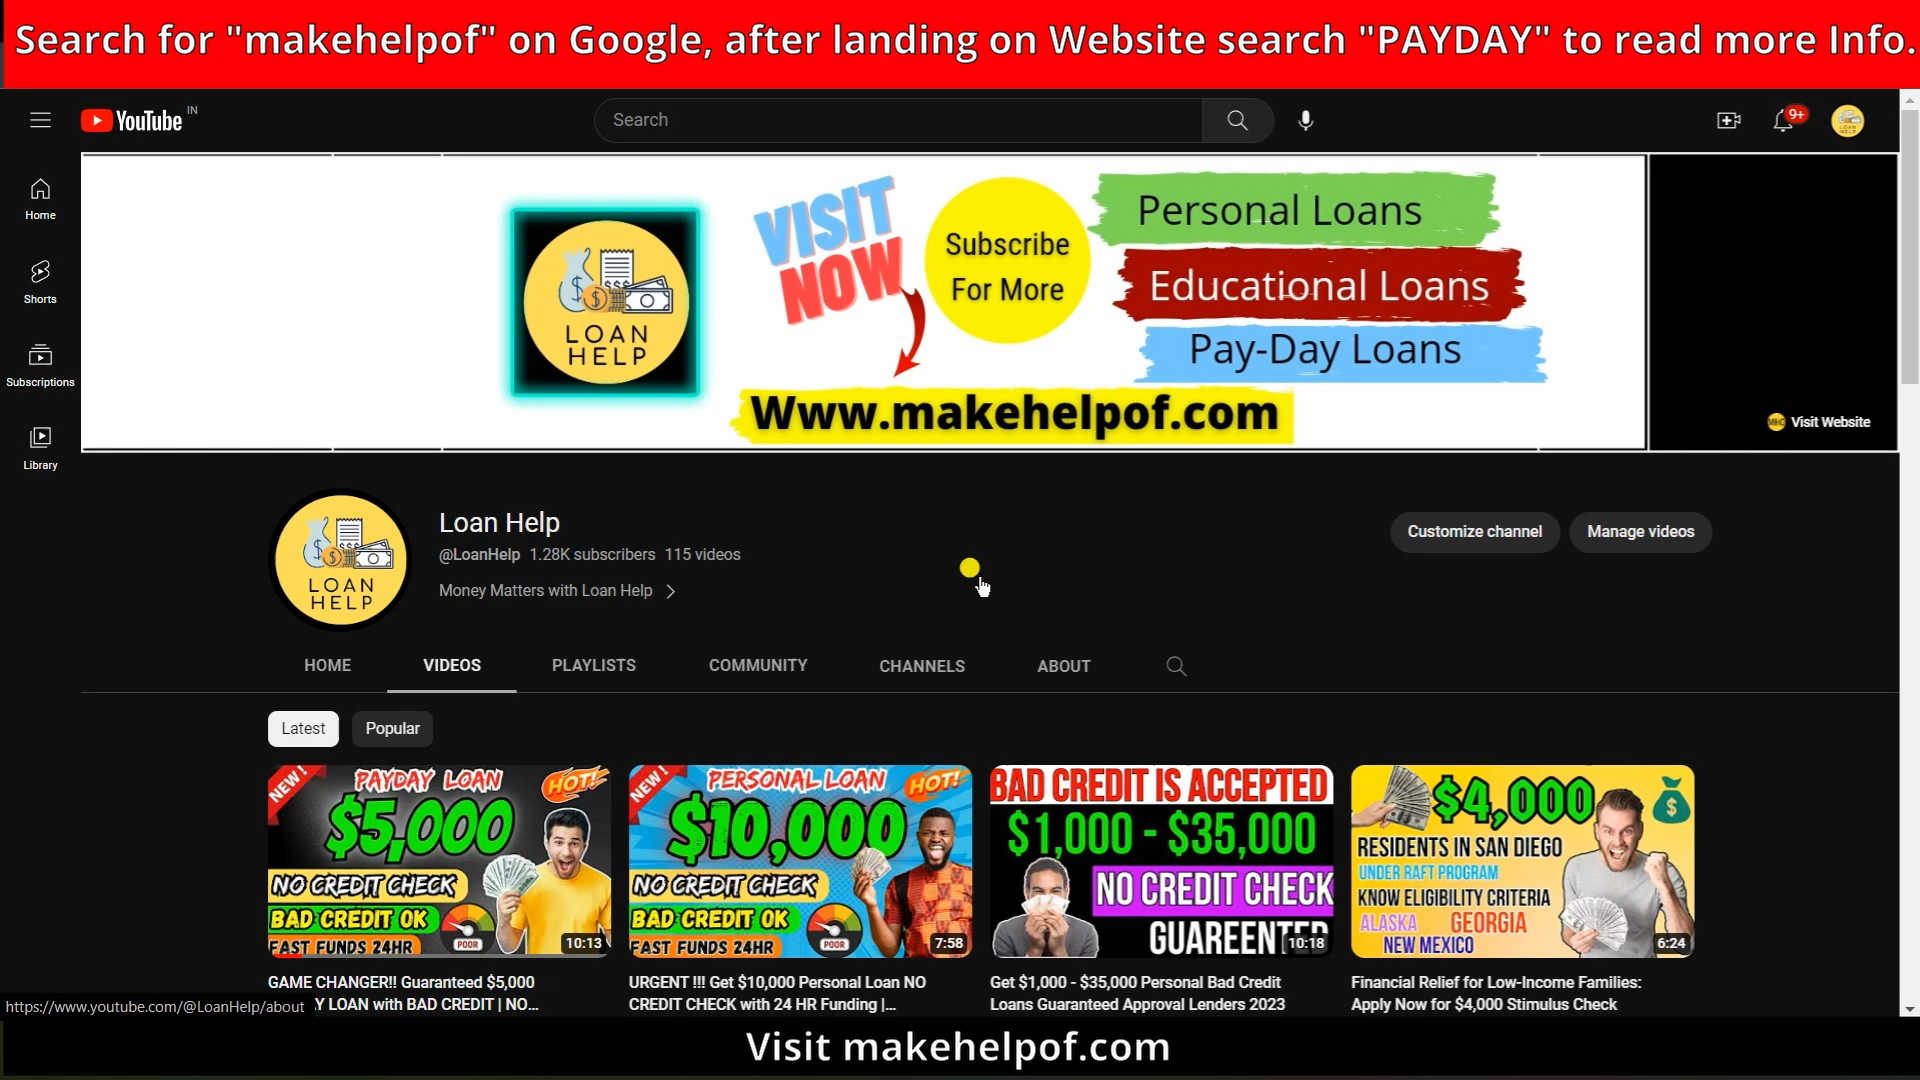 Search for "makehelpof" on Google, after landing on Website search "PAYDAY" to read more Info.
YouTube IN
Search
9+
Home
Shorts
Subscriptions
Library
LOAN
HELP
VISIT
NOW
Subscribe
For More
Personal Loans
Educational Loans
Pay-Day Loans
Www.makehelpof.com
Visit Website
LOAN
HELP
Loan Help
@LoanHelp 1.28K subscribers 115 videos
Money Matters with Loan Help
Customize channel
Manage videos
HOME VIDEOS PLAYLISTS COMMUNITY CHANNELS ABOUT
Latest Popular
NEW!
PAYDAY LOAN
HOT!
$5,000
NO CREDIT CHECK
BAD CREDIT OK
POOR
FAST FUNDS 24HR
10:13
GAME CHANGER!! Guaranteed $5,000
Y LOAN with BAD CREDIT | NO...
NEW!
PERSONAL LOAN
HOT!
$10,000
NO CREDIT CHECK
BAD CREDIT OK
POOR
FAST FUNDS 24HR
7:58
URGENT !!! Get $10,000 Personal Loan NO
CREDIT CHECK with 24 HR Funding |...
BAD CREDIT IS ACCEPTED
$1,000 - $35,000
NO CREDIT CHECK
GUAREENTED
10:18
Get $1,000 - $35,000 Personal Bad Credit
Loans Guaranteed Approval Lenders 2023
$4,000
RESIDENTS IN SAN DIEGO
UNDER RAFT PROGRAM
KNOW ELIGIBILITY CRITERIA
ALASKA GEORGIA
NEW MEXICO
6:24
Financial Relief for Low-Income Families:
Apply Now for $4,000 Stimulus Check
https://www.youtube.com/@LoanHelp/about
Visit makehelpof.com